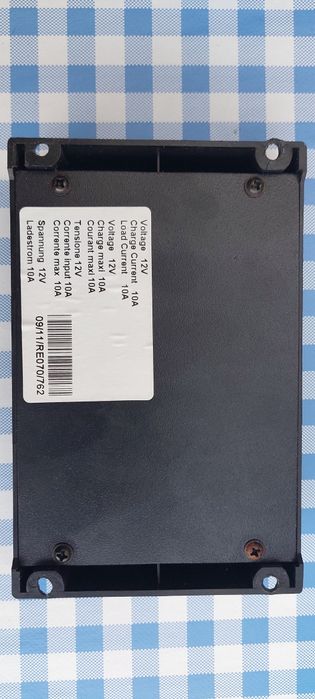 Voltage 12V
Charge Current 10A
Load Current 10A
Voltage 12V
Charge maxi 10A
Courant maxi 10A
Tensione 12V
Corrente input 10A
Corrente max 10A
Spannung 12V
Ladestrom 10A
09/11/RE070/762